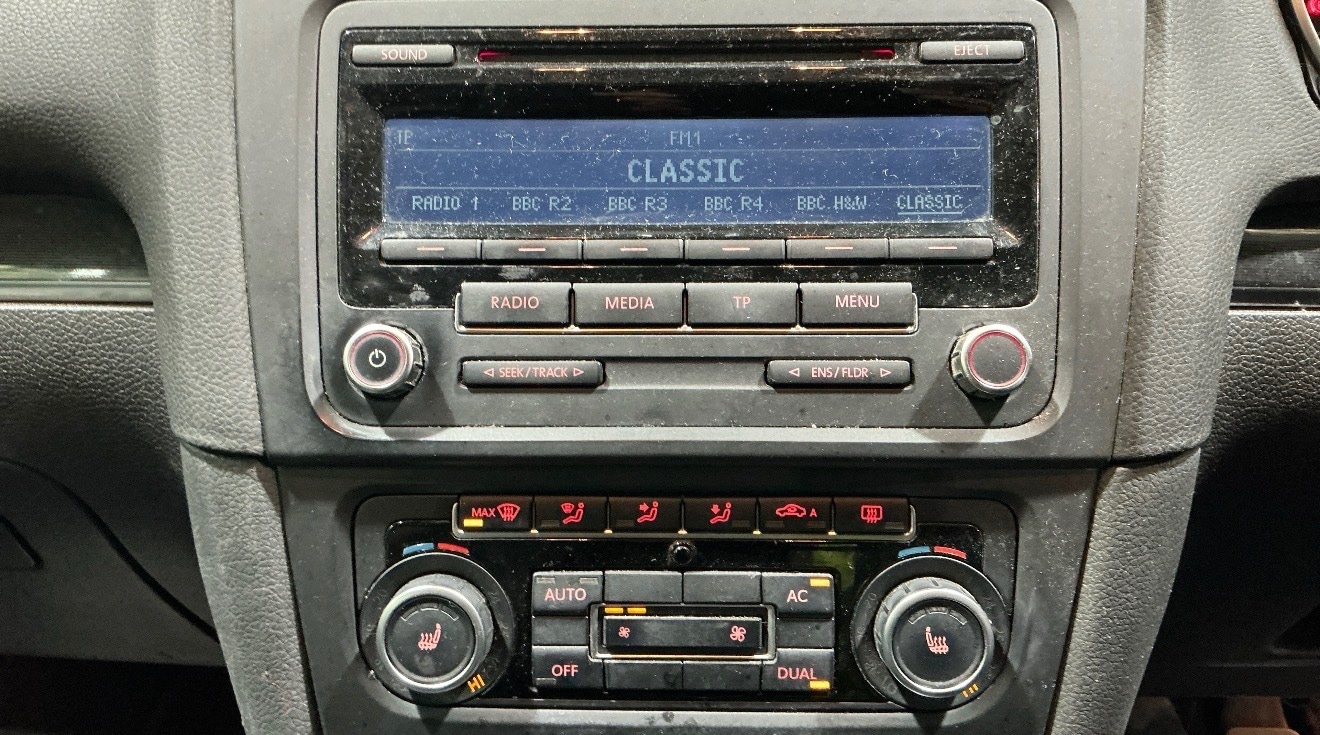 SOUND EJECT
TP FM1
CLASSIC
RADIO 1 BBC R2 BBC R3 BBC R4 BBC H&W CLASSIC
RADIO MEDIA TP MENU
SEEK/TRACK ENS/FLDR
MAX A
AUTO AC
OFF DUAL
HI